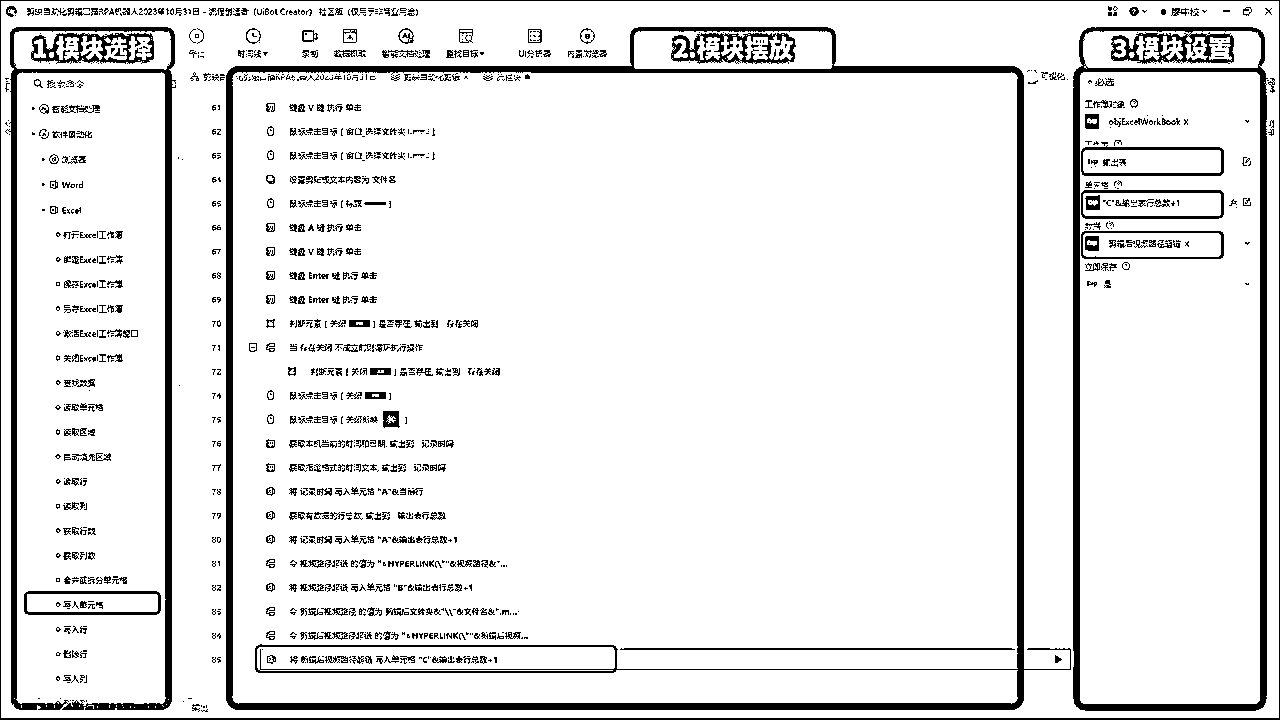 剪映自动化剪辑口播RPA机器人2023年10月31日 - 流程创造者 (UiBot Creator) 社区版 (仅用于非商业与您)
廖中校
1.模块选择
时间线
录制
数据抓取
智能文档处理
查找目标
UI分析器
内置浏览器
2.模块摆放
3.模块设置
搜索命令
可视化
必选
智能文档处理
软件自动化
浏览器
Word
Excel
打开Excel工作簿
绑定Excel工作簿
保存Excel工作簿
另存Excel工作簿
激活Excel工作簿窗口
关闭Excel工作簿
查找数据
读取单元格
读取区域
自动填充区域
读取行
读取列
获取行数
获取列数
合并或拆分单元格
写入单元格
写入行
删除行
写入列
61 键盘 V 键 执行 单击
62 鼠标点击目标 [ 窗口_选择文件夹
63 鼠标点击目标 [ 窗口_选择文件夹
64 设置剪贴板文本内容为 文件名
65 鼠标点击目标 [ 标题 ]
66 键盘 A 键 执行 单击
67 键盘 V 键 执行 单击
68 键盘 Enter 键 执行 单击
69 键盘 Enter 键 执行 单击
70 判断元素 [ 关闭 ] 是否存在, 输出到 存在关闭
71 当 存在关闭 不成立时则循环执行操作
72 判断元素 [ 关闭 ] 是否存在, 输出到 存在关闭
74 鼠标点击目标 [ 关闭 ]
75 鼠标点击目标 [ 关闭剪映 ]
76 获取本机当前的时间和日期, 输出到 记录时间
77 获取指定格式的时间文本, 输出到 记录时间
78 将 记录时间 写入单元格 "A"&当前行
79 获取有数据的行总数, 输出到 输出表行总数
80 将 记录时间 写入单元格 "A"&输出表行总数+1
81 令 视频路径超链 的值为 "=HYPERLINK(\""&视频路径&"...
82 将 视频路径超链 写入单元格 "B"&输出表行总数+1
83 令 剪辑后视频路径 的值为 剪辑后文件夹&"\\"&文件名&".m...
84 令 剪辑后视频路径超链 的值为 "=HYPERLINK(\""&剪辑后视频...
85 将 剪辑后视频路径超链 写入单元格 "C"&输出表行总数+1
输出
工作簿对象
objExcelWorkBook X
工作表
Exp 输出表
单元格
Exp "C"&输出表行总数+1
数据
Exp 剪辑后视频路径超链 X
立即保存
Exp 是